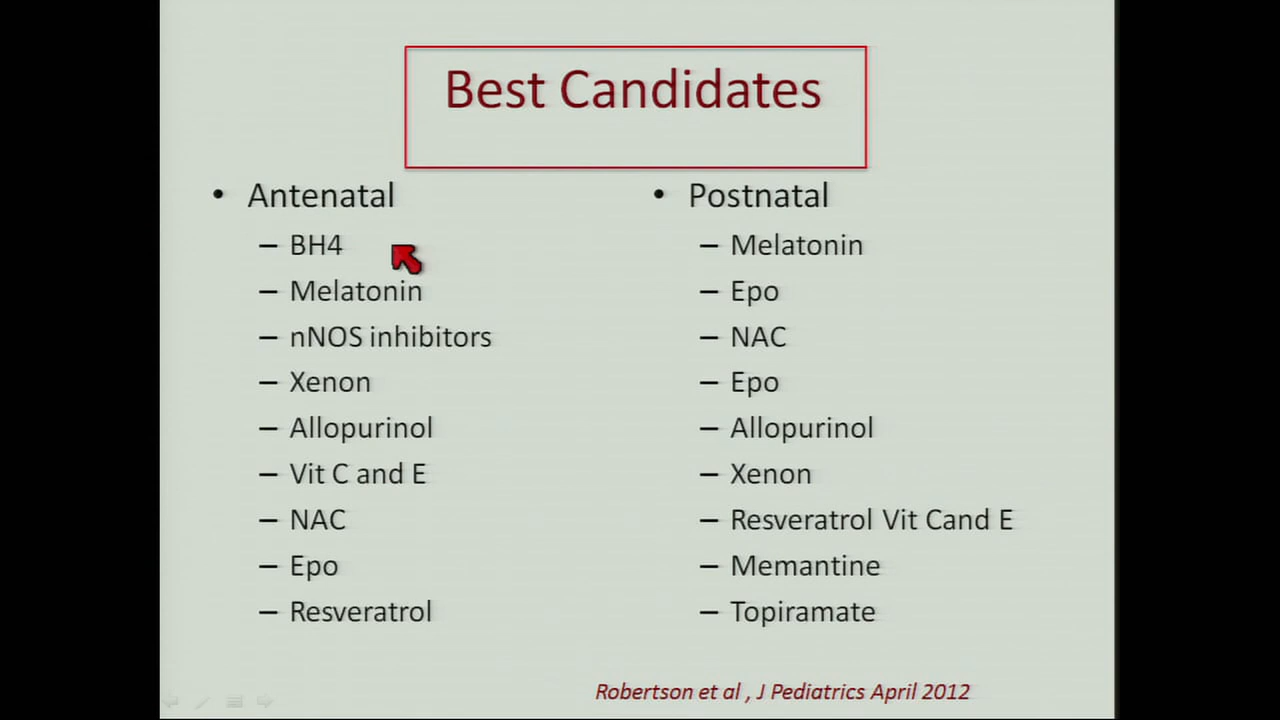 Best Candidates
• Antenatal
– BH4
– Melatonin
– nNOS inhibitors
– Xenon
– Allopurinol
– Vit C and E
– NAC
– Epo
– Resveratrol
• Postnatal
– Melatonin
– Epo
– NAC
– Epo
– Allopurinol
– Xenon
– Resveratrol Vit Cand E
– Memantine
– Topiramate
Robertson et al , J Pediatrics April 2012